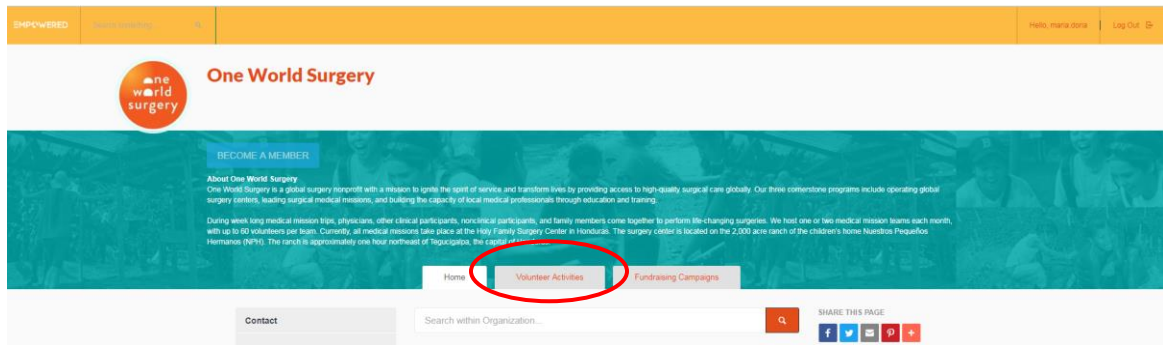 EMPOWERED Search something... Hello, maria doria | Log Out
one
world
surgery
One World Surgery
BECOME A MEMBER
About One World Surgery
One World Surgery is a global surgery nonprofit with a mission to ignite the spirit of service and transform lives by providing access to high-quality surgical care globally. Our three cornerstone programs include operating global
surgery centers, leading surgical medical missions, and building the capacity of local medical professionals through education and training.
During week long medical mission trips, physicians, other clinical participants, nonclinical participants, and family members come together to perform life-changing surgeries. We host one or two medical mission teams each month,
with up to 60 volunteers per team. Currently, all medical missions take place at the Holy Family Surgery Center in Honduras. The surgery center is located on the 2,000 acre ranch of the children's home Nuestros Pequeños
Hermanos (NPH). The ranch is approximately one hour northeast of Tegucigalpa, the capital of
Home Volunteer Activities Fundraising Campaigns
Contact Search within Organization... SHARE THIS PAGE